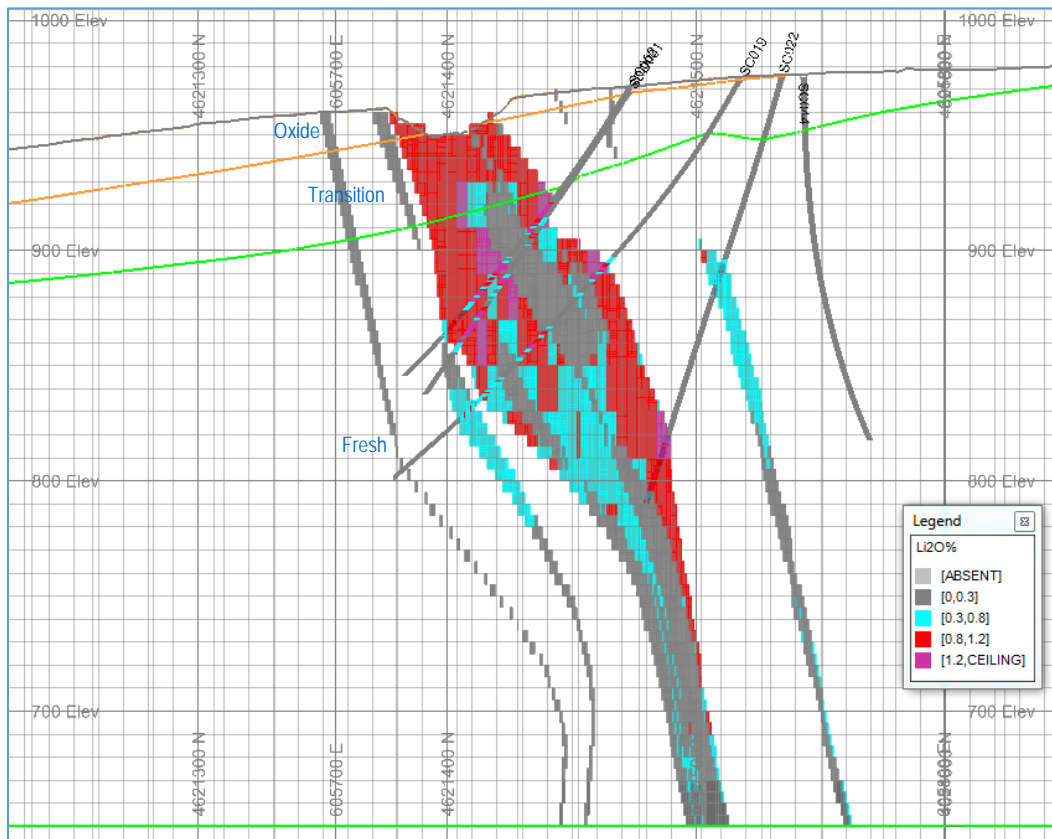 1000 Elev
1000 Elev
4621300 N
605700 E
4621400 N
SC010
SC022
Oxide
Transition
900 Elev
900 Elev
Fresh
800 Elev
800 Elev
Legend
Li2O%
[ABSENT]
[0,0.3]
[0.3,0.8]
[0.8,1.2]
[1.2,CEILING]
700 Elev
700 Elev
4621300 N
605700 E
4621400 N